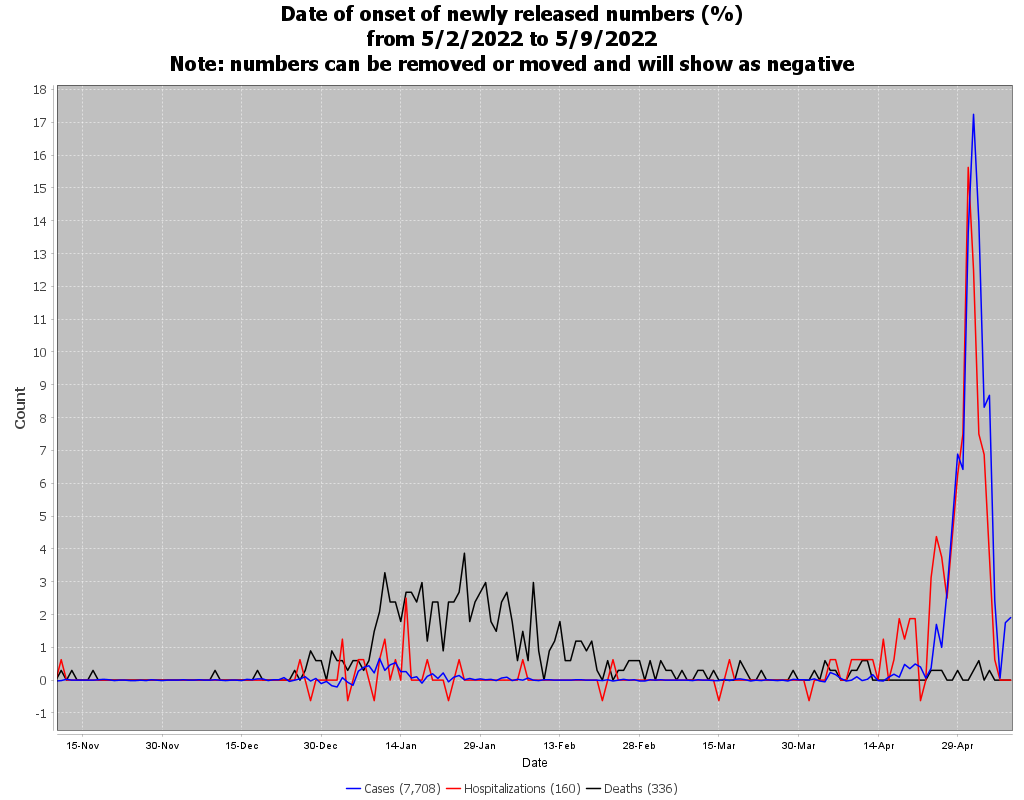 Date of onset of newly released numbers (%)
from 5/2/2022 to 5/9/2022
Note: numbers can be removed or moved and will show as negative
18
17
16
15
14
13
12
11
10
9
8
7
6
5
4
3
2
1
0
-1
Count
15-Nov 30-Nov 15-Dec 30-Dec 14-Jan 29-Jan 13-Feb 28-Feb 15-Mar 30-Mar 14-Apr 29-Apr
Date
Cases (7,708) Hospitalizations (160) Deaths (336)